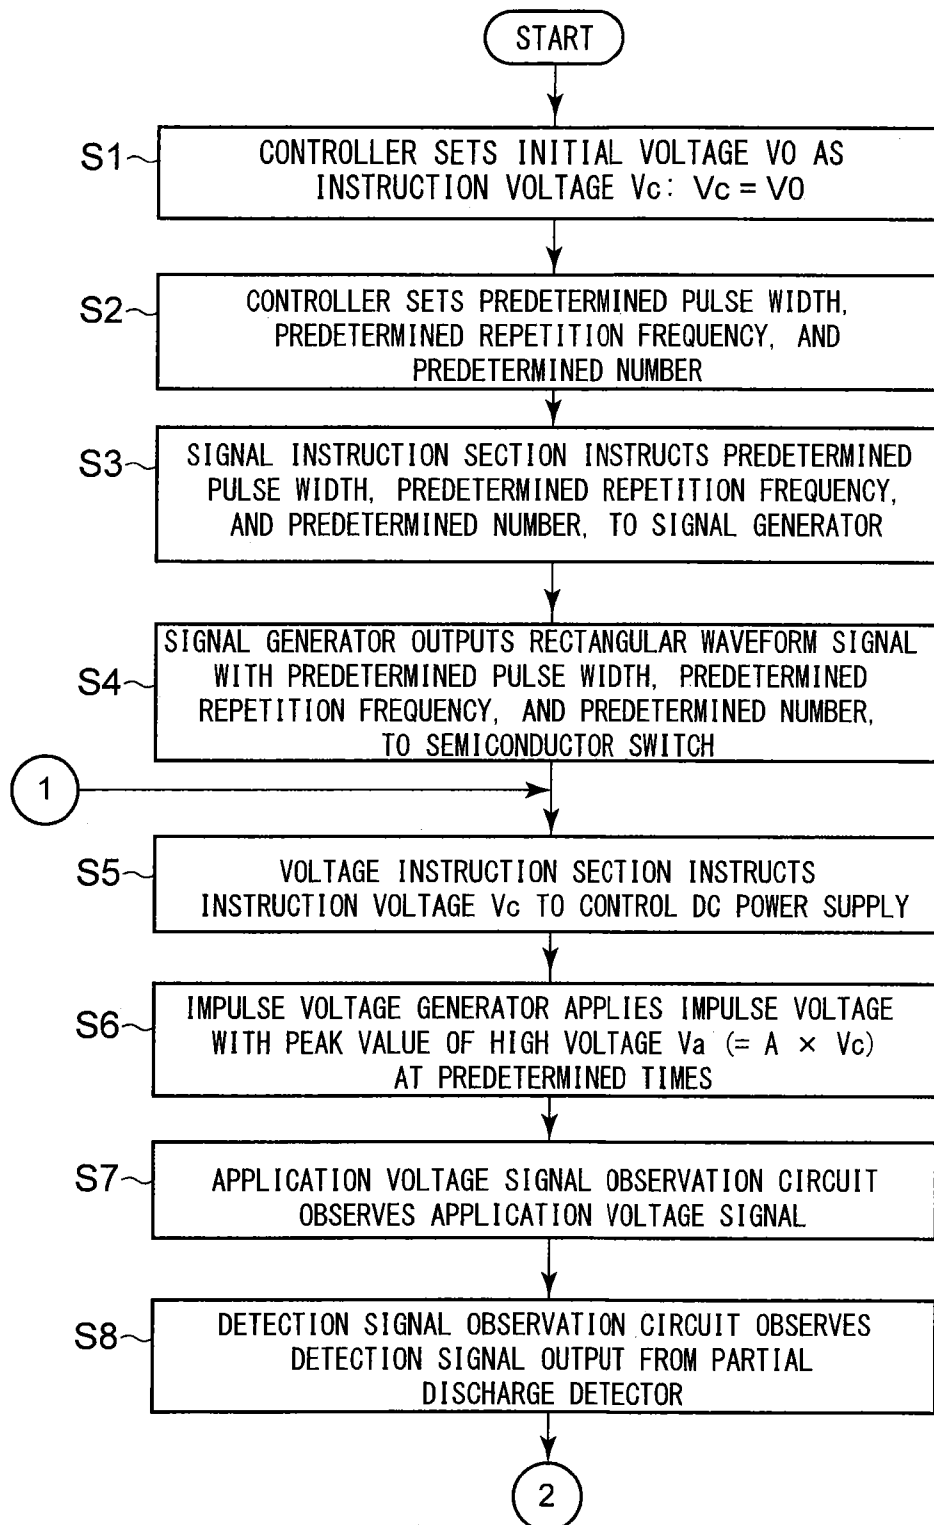 START
S1
CONTROLLER SETS INITIAL VOLTAGE V0 AS
INSTRUCTION VOLTAGE Vc: Vc = V0
S2
CONTROLLER SETS PREDETERMINED PULSE WIDTH,
PREDETERMINED REPETITION FREQUENCY, AND
PREDETERMINED NUMBER
S3
SIGNAL INSTRUCTION SECTION INSTRUCTS PREDETERMINED
PULSE WIDTH, PREDETERMINED REPETITION FREQUENCY,
AND PREDETERMINED NUMBER, TO SIGNAL GENERATOR
S4
SIGNAL GENERATOR OUTPUTS RECTANGULAR WAVEFORM SIGNAL
WITH PREDETERMINED PULSE WIDTH, PREDETERMINED
REPETITION FREQUENCY, AND PREDETERMINED NUMBER,
TO SEMICONDUCTOR SWITCH
1
S5
VOLTAGE INSTRUCTION SECTION INSTRUCTS
INSTRUCTION VOLTAGE Vc TO CONTROL DC POWER SUPPLY
S6
IMPULSE VOLTAGE GENERATOR APPLIES IMPULSE VOLTAGE
WITH PEAK VALUE OF HIGH VOLTAGE Va (= A × Vc)
AT PREDETERMINED TIMES
S7
APPLICATION VOLTAGE SIGNAL OBSERVATION CIRCUIT
OBSERVES APPLICATION VOLTAGE SIGNAL
S8
DETECTION SIGNAL OBSERVATION CIRCUIT OBSERVES
DETECTION SIGNAL OUTPUT FROM PARTIAL
DISCHARGE DETECTOR
2